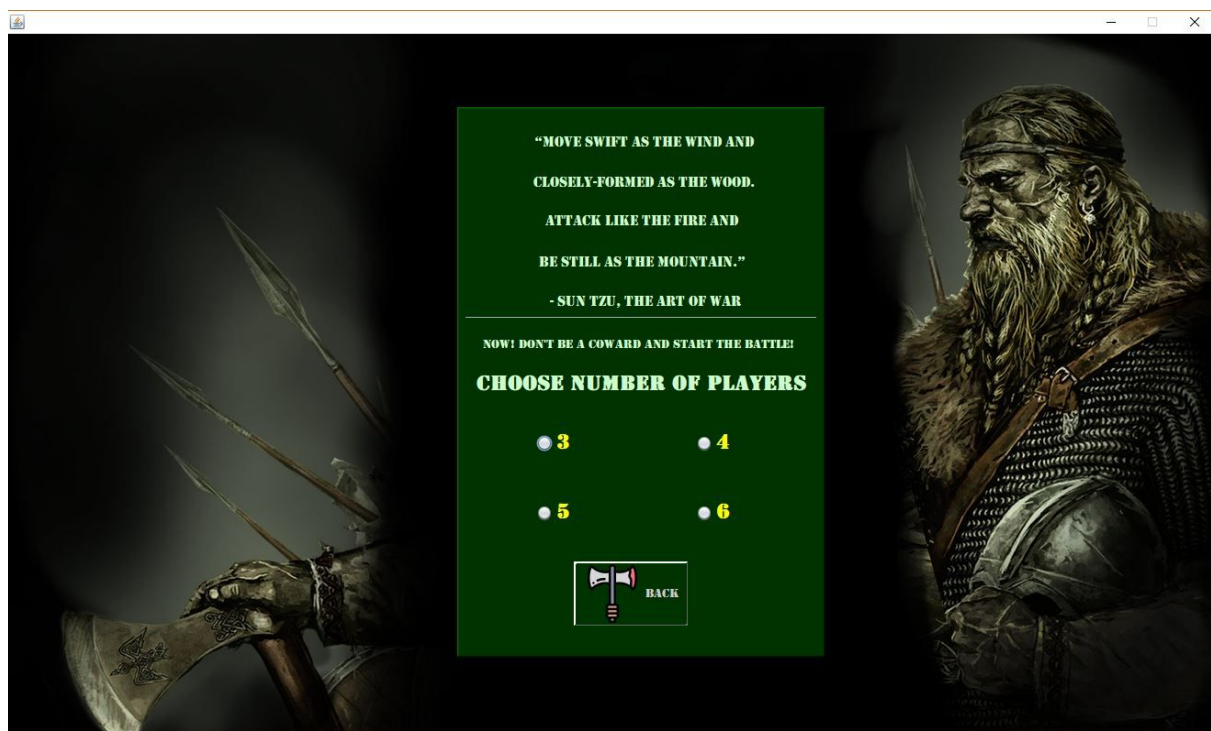 “MOVE SWIFT AS THE WIND AND
CLOSELY-FORMED AS THE WOOD.
ATTACK LIKE THE FIRE AND
BE STILL AS THE MOUNTAIN.”
- SUN TZU, THE ART OF WAR
NOW! DON'T BE A COWARD AND START THE BATTLE!
CHOOSE NUMBER OF PLAYERS
3 4
5 6
BACK